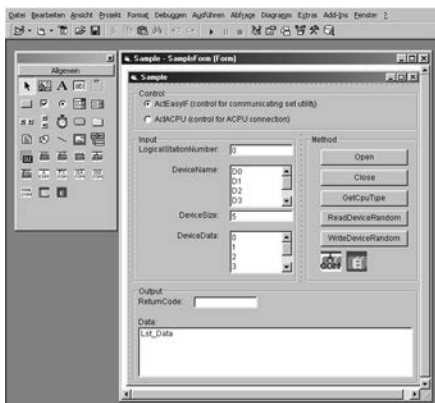 Datei Bearbeiten Ansicht Projekt Format Debuggen Ausführen Abfrage Diagramm Extras Add-Ins Fenster ?
Allgemein
A
Sample - SampleForm (Form)
Sample
Control
ActEasyIF (control for communicating set utility)
ActACPU (control for ACPU connection)
Input
LogicalStationNumber: 0
DeviceName: D0
D1
D2
D3
DeviceSize: 5
DeviceData: 0
1
2
3
Method
Open
Close
GetCpuType
ReadDeviceRandom
WriteDeviceRandom
Output
ReturnCode:
Data:
Lst_Data